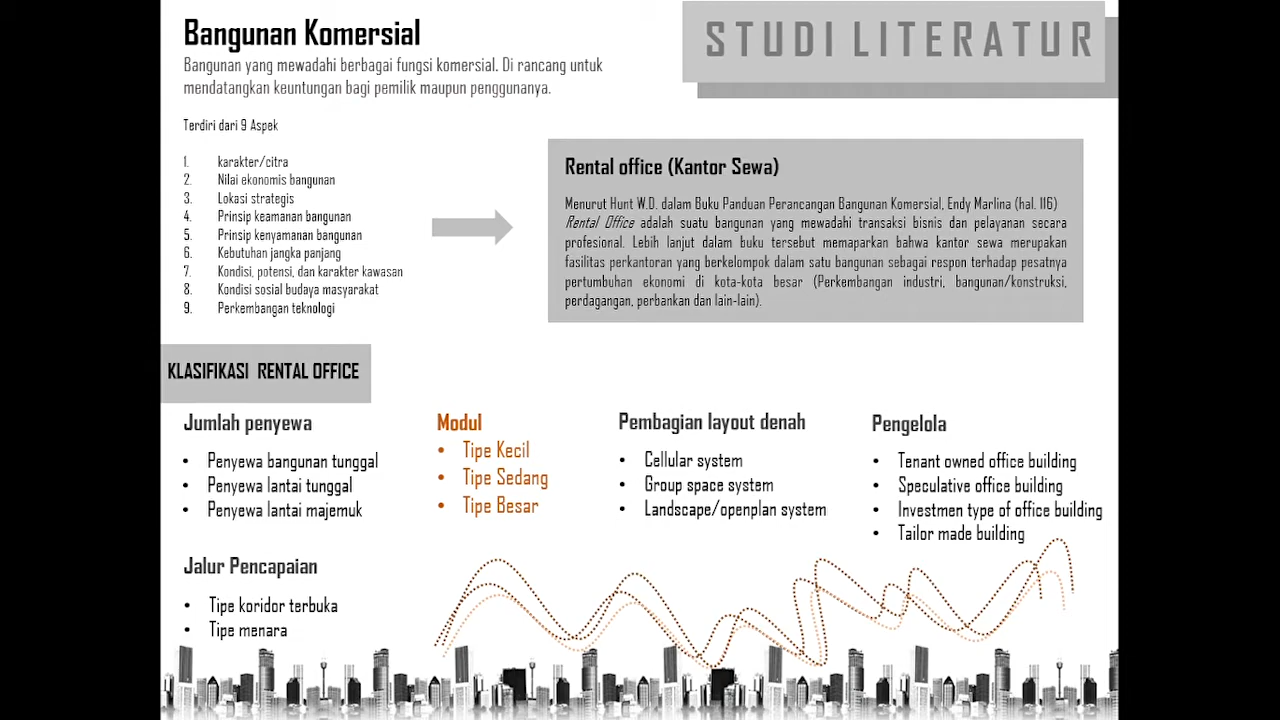 Bangunan Komersial
STUDI LITERATUR
Bangunan yang mewadahi berbagai fungsi komersial. Di rancang untuk
mendatangkan keuntungan bagi pemilik maupun penggunanya.
Terdiri dari 9 Aspek
1. karakter/citra
2. Nilai ekonomis bangunan
3. Lokasi strategis
4. Prinsip keamanan bangunan
5. Prinsip kenyamanan bangunan
6. Kebutuhan jangka panjang
7. Kondisi, potensi, dan karakter kawasan
8. Kondisi sosial budaya masyarakat
9. Perkembangan teknologi
Rental office (Kantor Sewa)
Menurut Hunt W.D. dalam Buku Panduan Perancangan Bangunan Komersial, Endy Marlina (hal. 116)
Rental Office adalah suatu bangunan yang mewadahi transaksi bisnis dan pelayanan secara
profesional. Lebih lanjut dalam buku tersebut memaparkan bahwa kantor sewa merupakan
fasilitas perkantoran yang berkelompok dalam satu bangunan sebagai respon terhadap pesatnya
pertumbuhan ekonomi di kota-kota besar (Perkembangan industri, bangunan/konstruksi,
perdagangan, perbankan dan lain-lain).
KLASIFIKASI RENTAL OFFICE
Jumlah penyewa
• Penyewa bangunan tunggal
• Penyewa lantai tunggal
• Penyewa lantai majemuk
Modul
• Tipe Kecil
• Tipe Sedang
• Tipe Besar
Pembagian layout denah
• Cellular system
• Group space system
• Landscape/openplan system
Pengelola
• Tenant owned office building
• Speculative office building
• Investmen type of office building
• Tailor made building
Jalur Pencapaian
• Tipe koridor terbuka
• Tipe menara